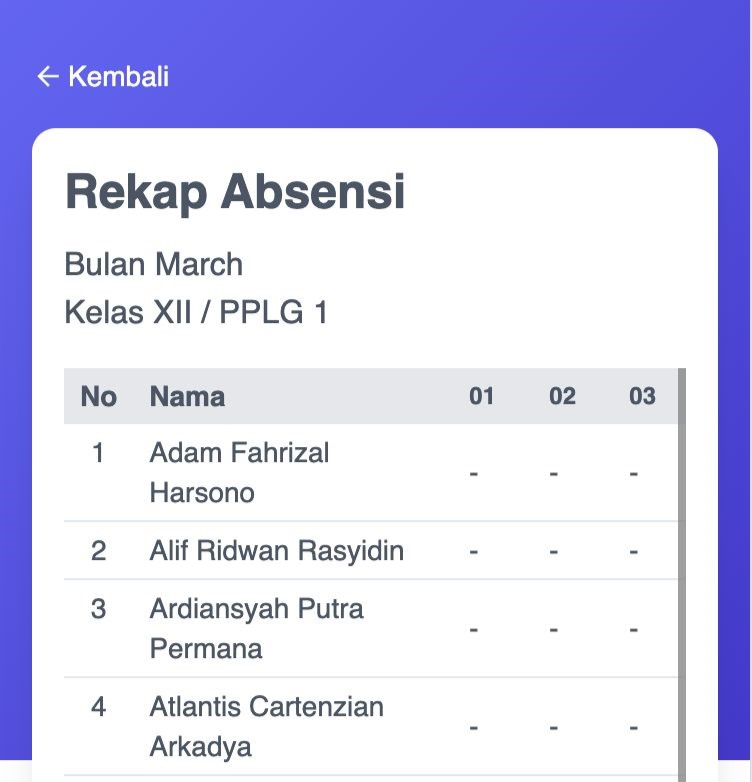 ← Kembali
Rekap Absensi
Bulan March
Kelas XII / PPLG 1
No Nama 01 02 03
1 Adam Fahrizal
Harsono - - -
2 Alif Ridwan Rasyidin - - -
3 Ardiansyah Putra
Permana - - -
4 Atlantis Cartenzian
Arkadya - - -